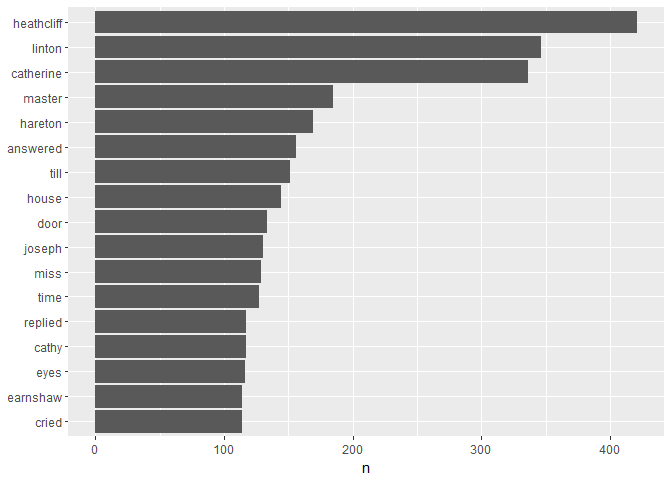 heathcliff
linton
catherine
master
hareton
answered
till
house
door
joseph
miss
time
replied
cathy
eyes
earnshaw
cried
0 100 200 300 400
n